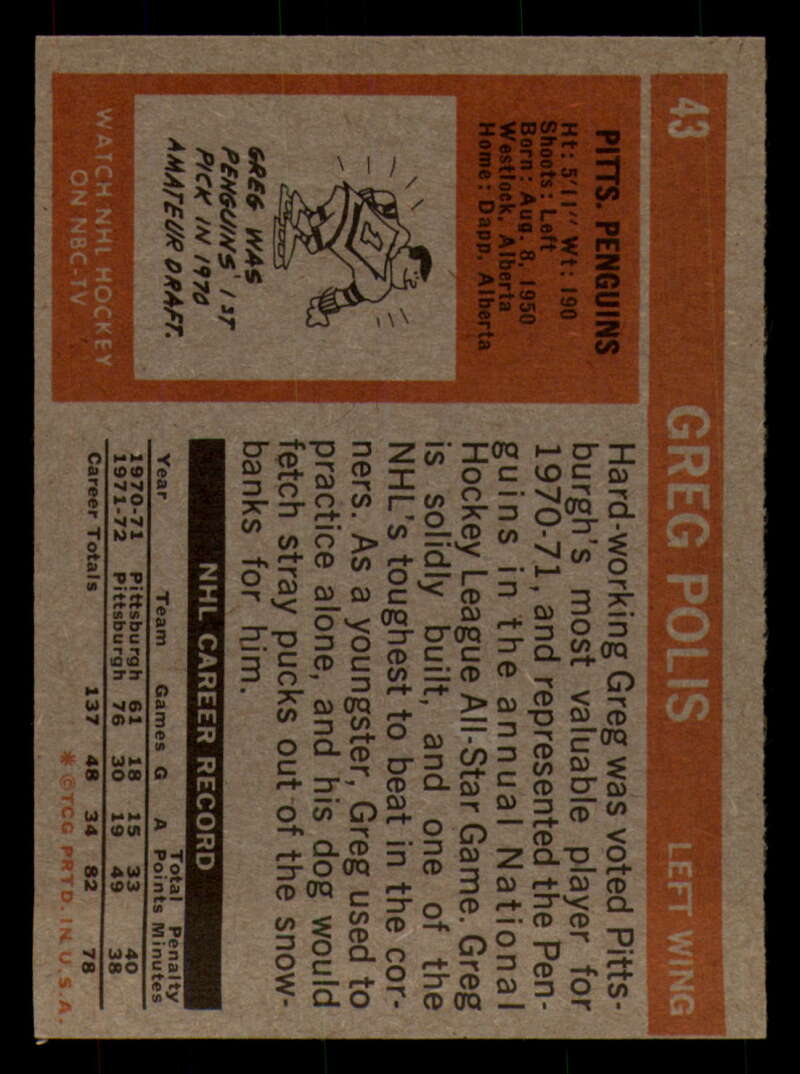 43 GREG POLIS LEFT WING
PITTS. PENGUINS
Ht: 5'11" Wt: 190
Shoots: Left
Born: Aug. 8, 1950
Westlock, Alberta
Home: Dapp, Alberta
1
GREG WAS
PENGUINS' 1ST
PICK IN 1970
AMATEUR DRAFT.
WATCH NHL HOCKEY
ON NBC-TV
Hard-working Greg was voted Pitts-
burgh's most valuable player for
1970-71, and represented the Pen-
guins in the annual National
Hockey League All-Star Game. Greg
is solidly built, and one of the
NHL's toughest to beat in the cor-
ners. As a youngster, Greg used to
practice alone, and his dog would
fetch stray pucks out of the snow-
banks for him.
NHL CAREER RECORD
Total Penalty
Year Team Games G A Points Minutes
1970-71 Pittsburgh 61 18 15 33 40
1971-72 Pittsburgh 76 30 19 49 38
Career Totals 137 48 34 82 78
* ©TCG PRTD. IN U.S.A.